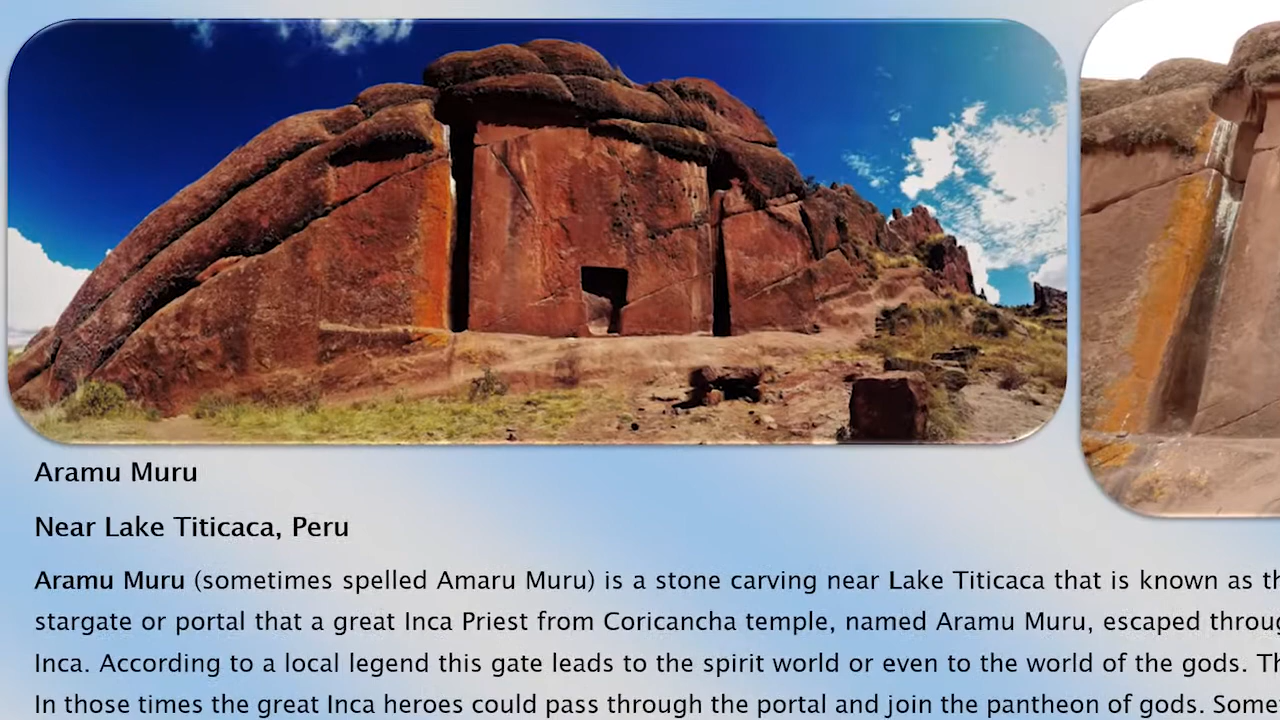 Aramu Muru
Near Lake Titicaca, Peru
Aramu Muru (sometimes spelled Amaru Muru) is a stone carving near Lake Titicaca that is known as
stargate or portal that a great Inca Priest from Coricancha temple, named Aramu Muru, escaped
Inca. According to a local legend this gate leads to the spirit world or even to the world of the gods.
In those times the great Inca heroes could pass through the portal and join the pantheon of gods. Some